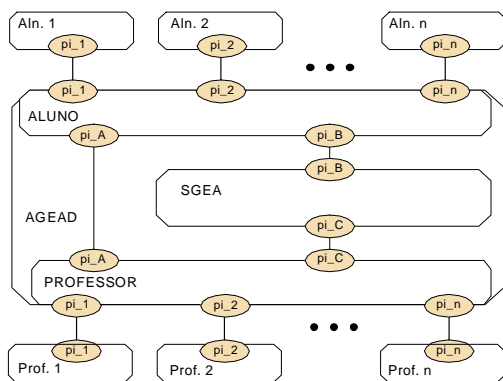 Aln. 1 Aln. 2 Aln. n
pi_1 pi_2 pi_n
pi_1 pi_2 pi_n
ALUNO
pi_A pi_B
pi_B
SGEA
AGEAD
pi_C
pi_A pi_C
PROFESSOR
pi_1 pi_2 pi_n
pi_1 pi_2 pi_n
Prof. 1 Prof. 2 Prof. n